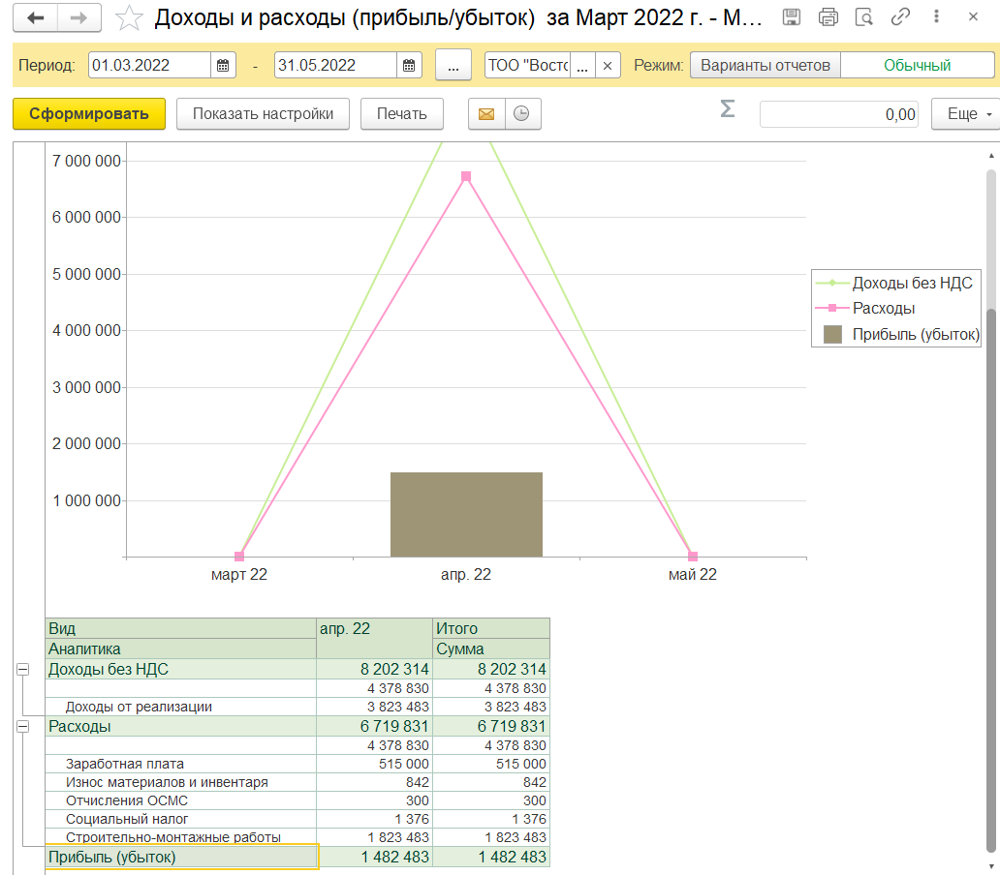 Доходы и расходы (прибыль/убыток) за Март 2022 г. - М...
Период: 01.03.2022 - 31.05.2022 ... ТОО "Восто ... × Режим: Варианты отчетов Обычный
Сформировать Показать настройки Печать Σ 0,00 Еще
7 000 000
6 000 000
5 000 000
4 000 000
3 000 000
2 000 000
1 000 000
март 22 апр. 22 май 22
Доходы без НДС
Расходы
Прибыль (убыток)
Вид апр. 22 Итого
Аналитика Сумма
Доходы без НДС 8 202 314 8 202 314
4 378 830 4 378 830
Доходы от реализации 3 823 483 3 823 483
Расходы 6 719 831 6 719 831
4 378 830 4 378 830
Заработная плата 515 000 515 000
Износ материалов и инвентаря 842 842
Отчисления ОСМС 300 300
Социальный налог 1 376 1 376
Строительно-монтажные работы 1 823 483 1 823 483
Прибыль (убыток) 1 482 483 1 482 483